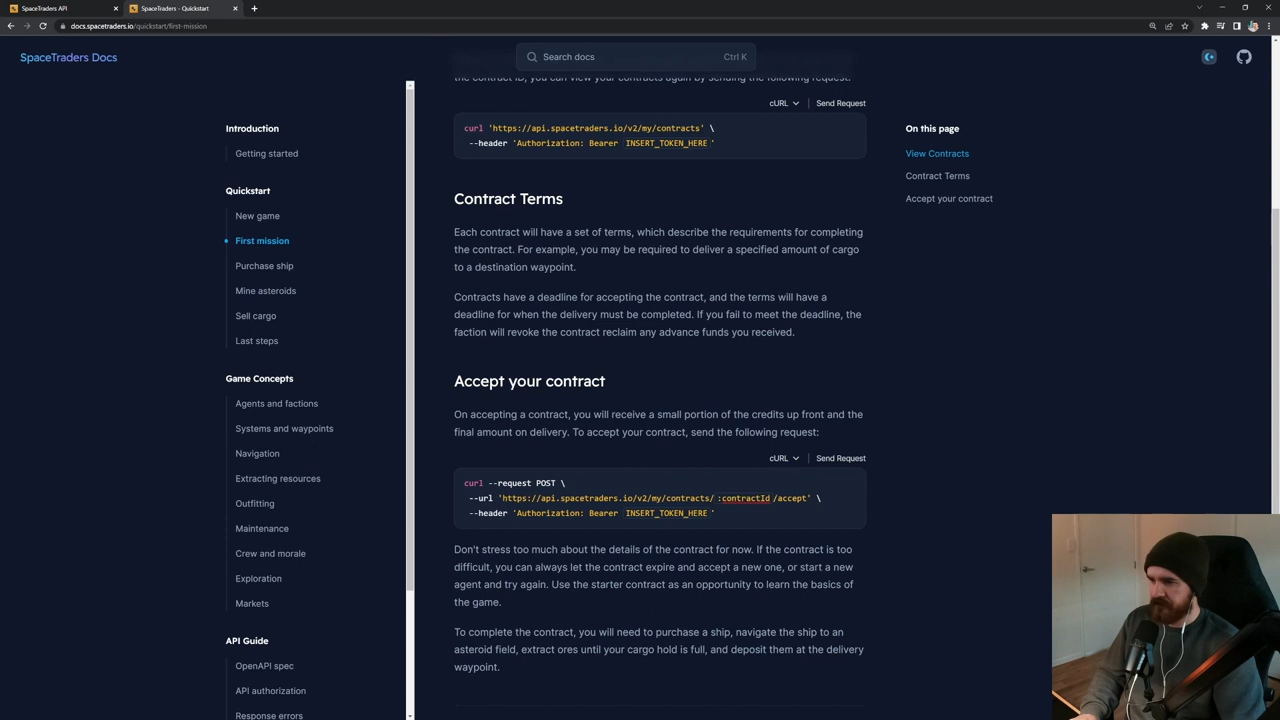 SpaceTraders API
SpaceTraders - Quickstart
docs.spacetraders.io/quickstart/first-mission
SpaceTraders Docs
Search docs
Ctrl K
Introduction
Getting started
Quickstart
New game
First mission
Purchase ship
Mine asteroids
Sell cargo
Last steps
Game Concepts
Agents and factions
Systems and waypoints
Navigation
Extracting resources
Outfitting
Maintenance
Crew and morale
Exploration
Markets
API Guide
OpenAPI spec
API authorization
Response errors
the contract ID, you can view your contracts again by sending the following request:
cURL
Send Request
curl 'https://api.spacetraders.io/v2/my/contracts' \
--header 'Authorization: Bearer INSERT_TOKEN_HERE '
Contract Terms
Each contract will have a set of terms, which describe the requirements for completing
the contract. For example, you may be required to deliver a specified amount of cargo
to a destination waypoint.
Contracts have a deadline for accepting the contract, and the terms will have a
deadline for when the delivery must be completed. If you fail to meet the deadline, the
faction will revoke the contract reclaim any advance funds you received.
Accept your contract
On accepting a contract, you will receive a small portion of the credits up front and the
final amount on delivery. To accept your contract, send the following request:
cURL
Send Request
curl --request POST \
--url 'https://api.spacetraders.io/v2/my/contracts/ :contractId /accept' \
--header 'Authorization: Bearer INSERT_TOKEN_HERE '
Don't stress too much about the details of the contract for now. If the contract is too
difficult, you can always let the contract expire and accept a new one, or start a new
agent and try again. Use the starter contract as an opportunity to learn the basics of
the game.
To complete the contract, you will need to purchase a ship, navigate the ship to an
asteroid field, extract ores until your cargo hold is full, and deposit them at the delivery
waypoint.
On this page
View Contracts
Contract Terms
Accept your contract